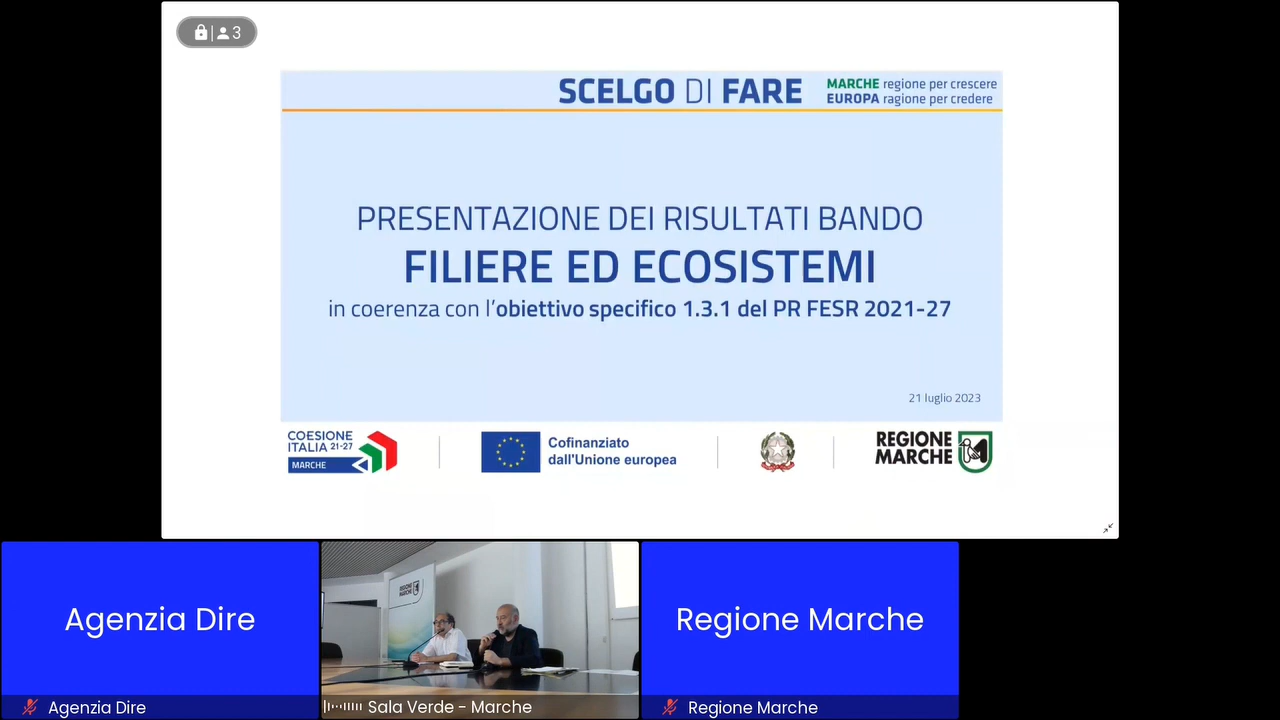 3
SCELGO DI FARE
MARCHE regione per crescere
EUROPA ragione per credere
PRESENTAZIONE DEI RISULTATI BANDO
FILIERE ED ECOSISTEMI
in coerenza con l'obiettivo specifico 1.3.1 del PR FESR 2021-27
21 luglio 2023
COESIONE
ITALIA 21-27
MARCHE
Cofinanziato
dall'Unione europea
REGIONE
MARCHE
Agenzia Dire
Agenzia Dire
REGIONE
MARCHE
Sala Verde - Marche
Regione Marche
Regione Marche